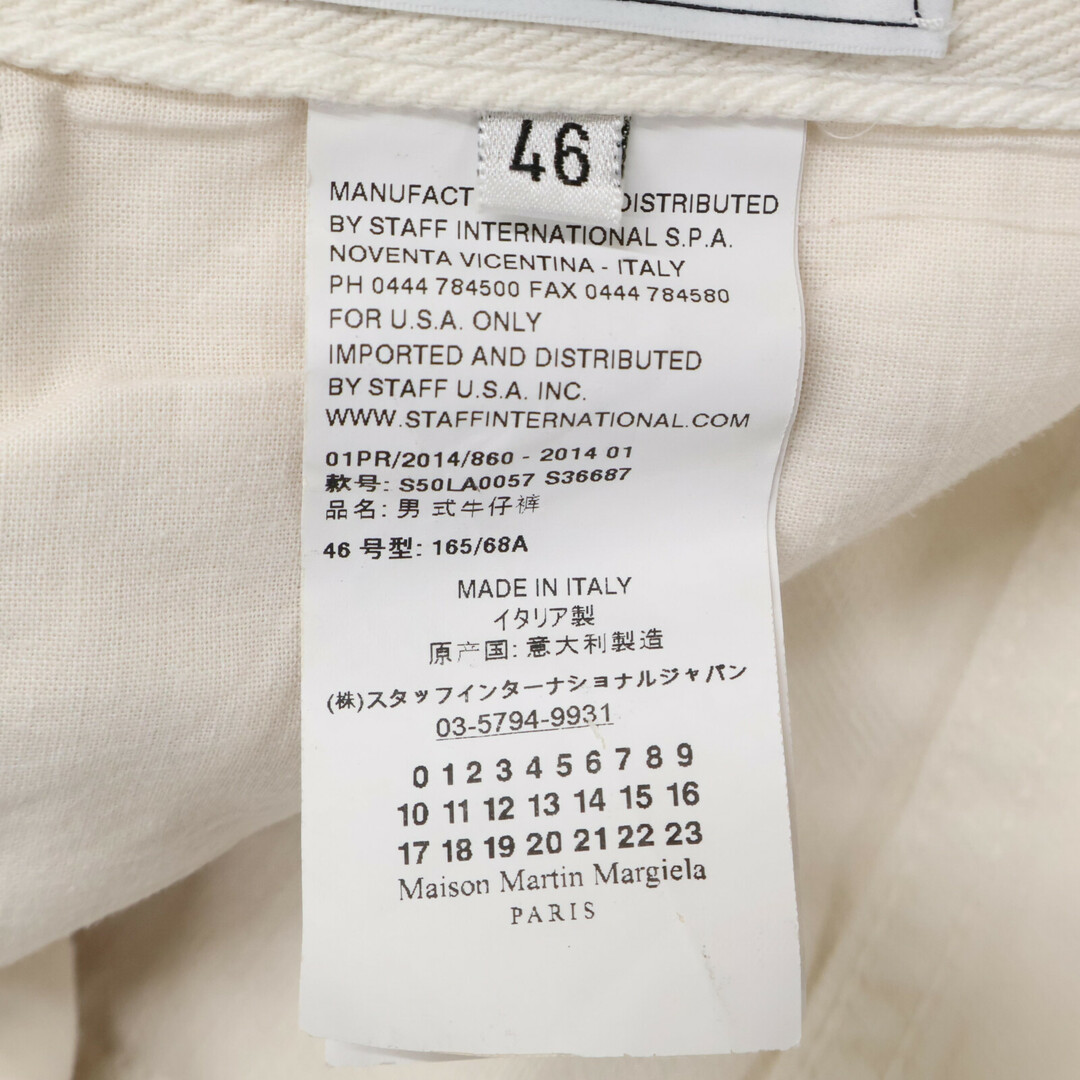 46
MANUFACT DISTRIBUTED
BY STAFF INTERNATIONAL S.P.A.
NOVENTA VICENTINA - ITALY
PH 0444 784500 FAX 0444 784580
FOR U.S.A. ONLY
IMPORTED AND DISTRIBUTED
BY STAFF U.S.A. INC.
WWW.STAFFINTERNATIONAL.COM
01PR/2014/860 - 2014 01
款号: S50LA0057 S36687
品名: 男 式牛仔裤
46 号型: 165/68A
MADE IN ITALY
イタリア製
原产国: 意大利製造
(株)スタッフインターナショナルジャパン
03-5794-9931
0 1 2 3 4 5 6 7 8 9
10 11 12 13 14 15 16
17 18 19 20 21 22 23
Maison Martin Margiela
PARIS